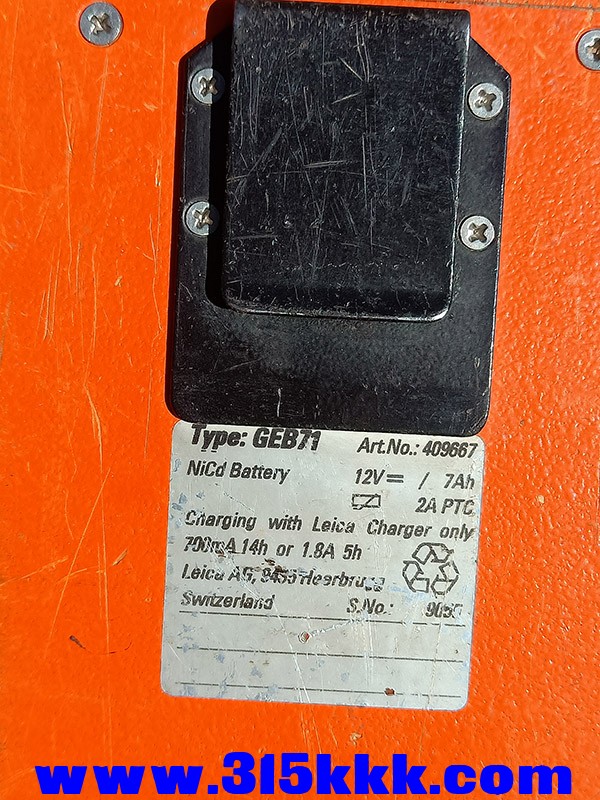 Type: GEB71 Art.No.: 409667
NiCd Battery 12V / 7Ah
2A PTC
Charging with Leica Charger only
700mA 14h or 1.8A 5h
Leica AG, Heerbrugg
Switzerland S.No.:
www.315kkk.com